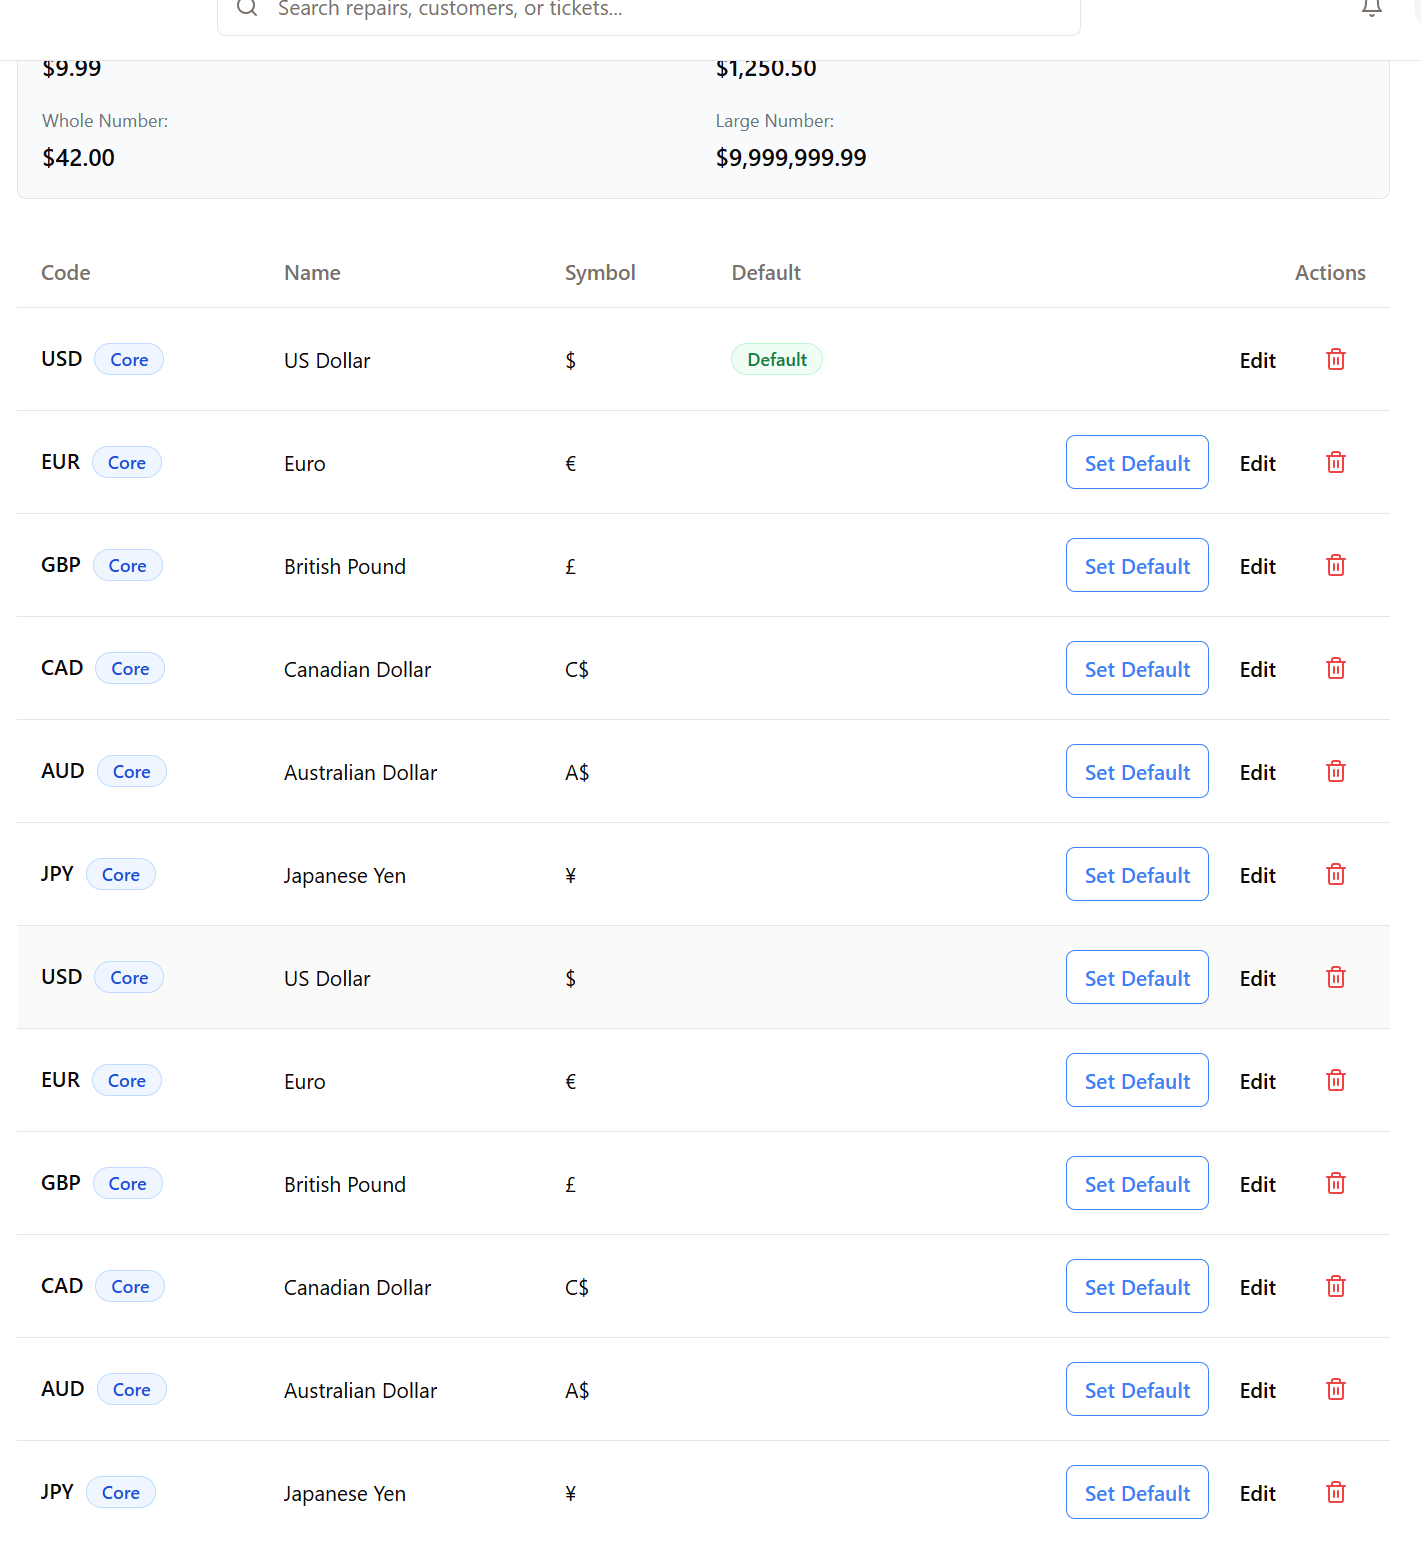 Search repairs, customers, or tickets...
$9.99 $1,250.50
Whole Number: Large Number:
$42.00 $9,999,999.99
Code Name Symbol Default Actions
USD Core US Dollar $ Default Edit
EUR Core Euro € Set Default Edit
GBP Core British Pound £ Set Default Edit
CAD Core Canadian Dollar C$ Set Default Edit
AUD Core Australian Dollar A$ Set Default Edit
JPY Core Japanese Yen ¥ Set Default Edit
USD Core US Dollar $ Set Default Edit
EUR Core Euro € Set Default Edit
GBP Core British Pound £ Set Default Edit
CAD Core Canadian Dollar C$ Set Default Edit
AUD Core Australian Dollar A$ Set Default Edit
JPY Core Japanese Yen ¥ Set Default Edit